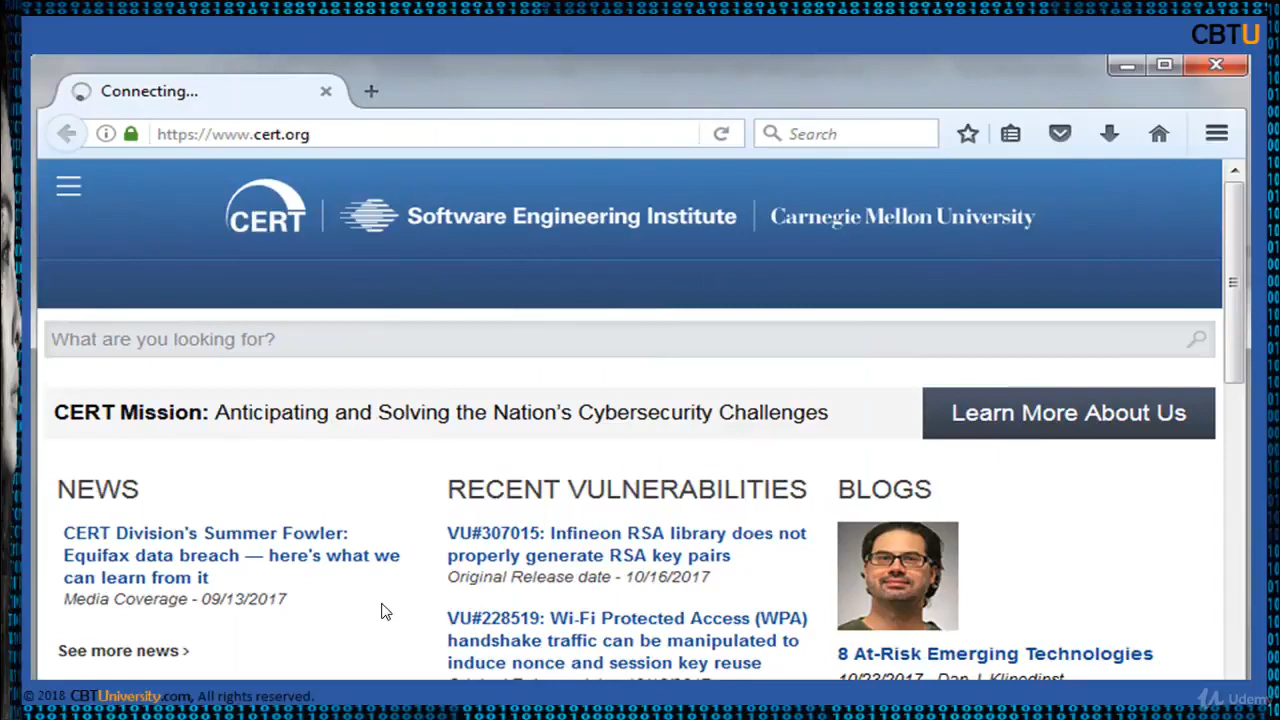 CBTU
Connecting...
https://www.cert.org
Search
CERT
Software Engineering Institute
Carnegie Mellon University
What are you looking for?
CERT Mission: Anticipating and Solving the Nation's Cybersecurity Challenges
Learn More About Us
NEWS
CERT Division's Summer Fowler:
Equifax data breach — here's what we
can learn from it
Media Coverage - 09/13/2017
See more news >
RECENT VULNERABILITIES
VU#307015: Infineon RSA library does not
properly generate RSA key pairs
Original Release date - 10/16/2017
VU#228519: Wi-Fi Protected Access (WPA)
handshake traffic can be manipulated to
induce nonce and session key reuse
BLOGS
8 At-Risk Emerging Technologies
10/23/2017 - Dan J. Klinedinst
© 2018 CBTUniversity.com, All rights reserved.
Udemy